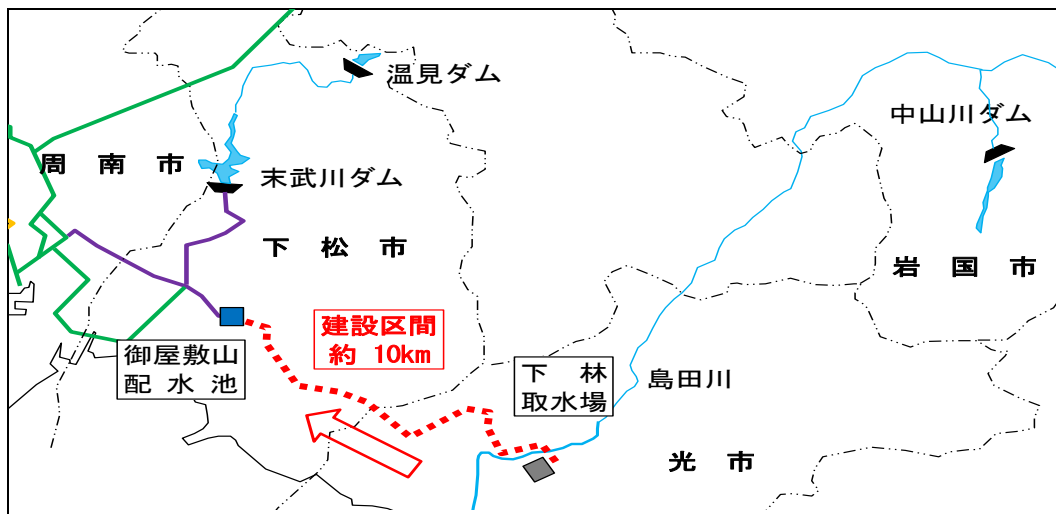 温見ダム
中山川ダム
周南市
末武川ダム
下松市
岩国市
建設区間
約 10km
御屋敷山
配水池
下林
取水場
島田川
光市